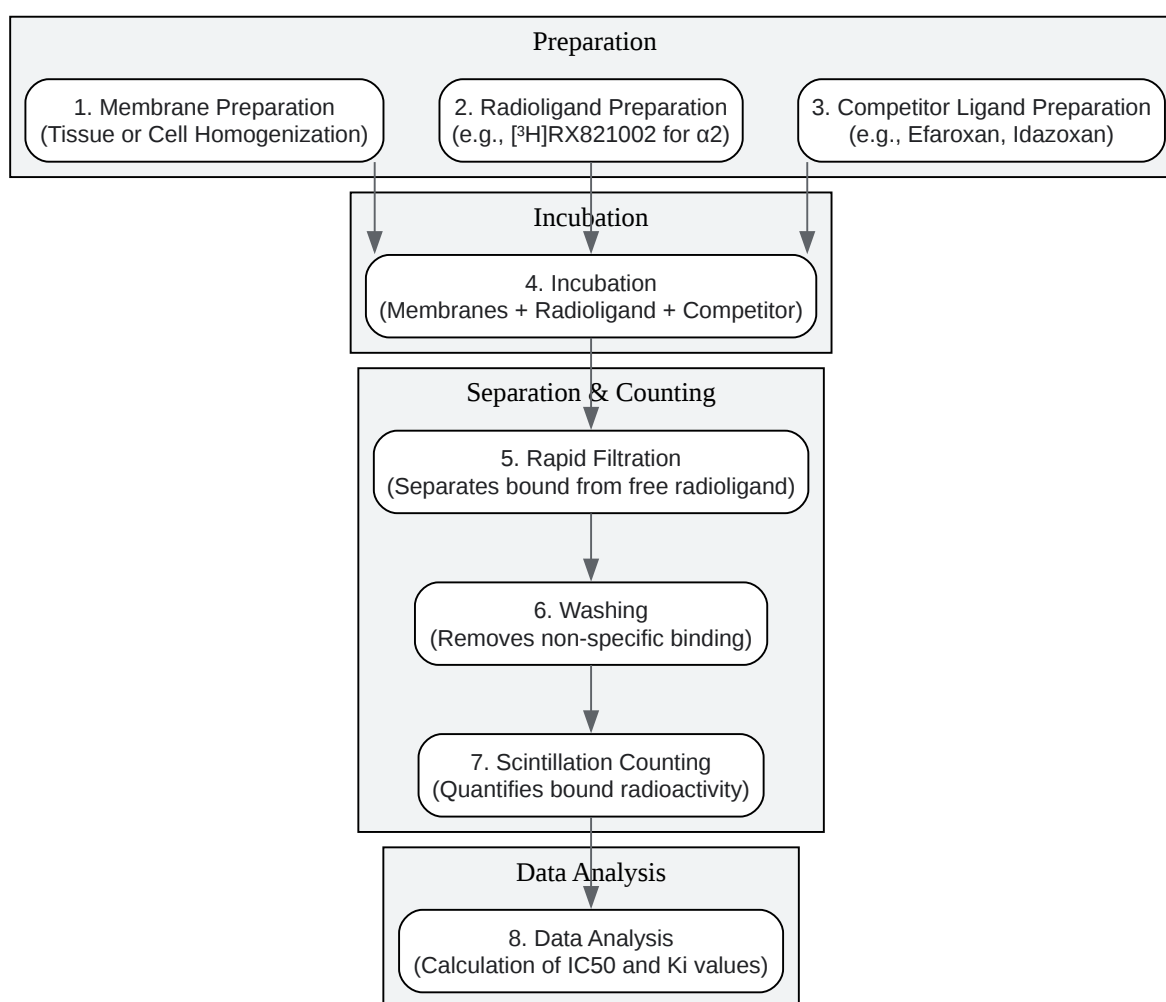 Preparation
1. Membrane Preparation
(Tissue or Cell Homogenization)
2. Radioligand Preparation
(e.g., [³H]RX821002 for α2)
3. Competitor Ligand Preparation
(e.g., Efaroxan, Idazoxan)
Incubation
4. Incubation
(Membranes + Radioligand + Competitor)
Separation & Counting
5. Rapid Filtration
(Separates bound from free radioligand)
6. Washing
(Removes non-specific binding)
7. Scintillation Counting
(Quantifies bound radioactivity)
Data Analysis
8. Data Analysis
(Calculation of IC50 and Ki values)